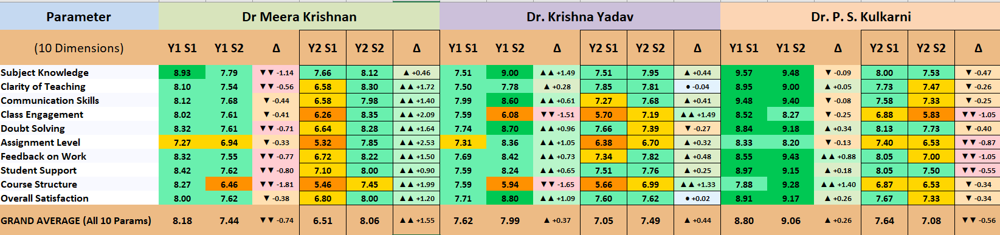 Parameter Dr Meera Krishnan Dr. Krishna Yadav Dr. P. S. Kulkarni
(10 Dimensions) Y1 S1 Y1 S2 Δ Y2 S1 Y2 S2 Δ Y1 S1 Y1 S2 Δ Y2 S1 Y2 S2 Δ Y1 S1 Y1 S2 Δ Y2 S1 Y2 S2 Δ
Subject Knowledge 8.93 7.79 ▼▼ -1.14 7.66 8.12 ▲ +0.46 7.51 9.00 ▲▲ +1.49 7.51 7.95 ▲ +0.44 9.57 9.48 ▼ -0.09 8.00 7.53 ▼ -0.47
Clarity of Teaching 8.10 7.54 ▼▼ -0.56 6.58 8.30 ▲▲ +1.72 7.50 7.78 ▲ +0.28 7.85 7.81 ● -0.04 8.95 9.00 ▲ +0.05 7.73 7.47 ▼ -0.26
Communication Skills 8.12 7.68 ▼ -0.44 6.58 7.98 ▲▲ +1.40 7.99 8.60 ▲▲ +0.61 7.27 7.68 ▲ +0.41 9.48 9.40 ▼ -0.08 7.58 7.33 ▼ -0.25
Class Engagement 8.02 7.61 ▼ -0.41 6.26 8.35 ▲▲ +2.09 7.59 6.08 ▼▼ -1.51 5.70 7.19 ▲▲ +1.49 8.52 8.27 ▼ -0.25 6.88 5.83 ▼▼ -1.05
Doubt Solving 8.32 7.61 ▼▼ -0.71 6.64 8.28 ▲▲ +1.64 7.74 8.70 ▲▲ +0.96 7.66 7.39 ▼ -0.27 8.84 9.18 ▲ +0.34 8.13 7.73 ▼ -0.40
Assignment Level 7.27 6.94 ▼ -0.33 5.32 7.85 ▲▲ +2.53 7.31 8.36 ▲▲ +1.05 6.38 6.70 ▲ +0.32 8.33 8.20 ▼ -0.13 7.40 6.53 ▼▼ -0.87
Feedback on Work 8.32 7.55 ▼▼ -0.77 6.72 8.22 ▲▲ +1.50 7.69 8.42 ▲▲ +0.73 7.34 7.82 ▲ +0.48 8.55 9.43 ▲▲ +0.88 8.05 7.00 ▼▼ -1.05
Student Support 8.42 7.62 ▼▼ -0.80 7.10 8.00 ▲▲ +0.90 7.59 8.24 ▲▲ +0.65 7.51 7.76 ▲ +0.25 8.97 9.15 ▲ +0.18 8.05 7.50 ▼▼ -0.55
Course Structure 8.27 6.46 ▼▼ -1.81 5.46 7.45 ▲▲ +1.99 7.59 5.94 ▼▼ -1.65 5.66 6.99 ▲▲ +1.33 7.88 9.28 ▲▲ +1.40 6.87 6.53 ▼ -0.34
Overall Satisfaction 8.00 7.62 ▼ -0.38 6.80 8.00 ▲▲ +1.20 7.71 8.80 ▲▲ +1.09 7.60 7.62 ● +0.02 8.91 9.17 ▲ +0.26 7.67 7.33 ▼ -0.34
GRAND AVERAGE (All 10 Params) 8.18 7.44 ▼▼ -0.74 6.51 8.06 ▲▲ +1.55 7.62 7.99 ▲ +0.37 7.05 7.49 ▲ +0.44 8.80 9.06 ▲ +0.26 7.64 7.08 ▼▼ -0.56